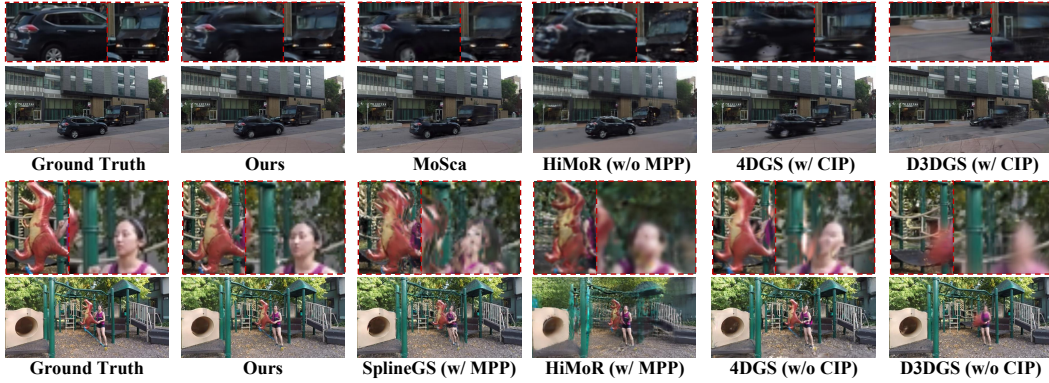 Ground Truth Ours MoSca HiMoR (w/o MPP) 4DGS (w/ CIP) D3DGS (w/ CIP)
Ground Truth Ours SplineGS (w/ MPP) HiMoR (w/ MPP) 4DGS (w/o CIP) D3DGS (w/o CIP)